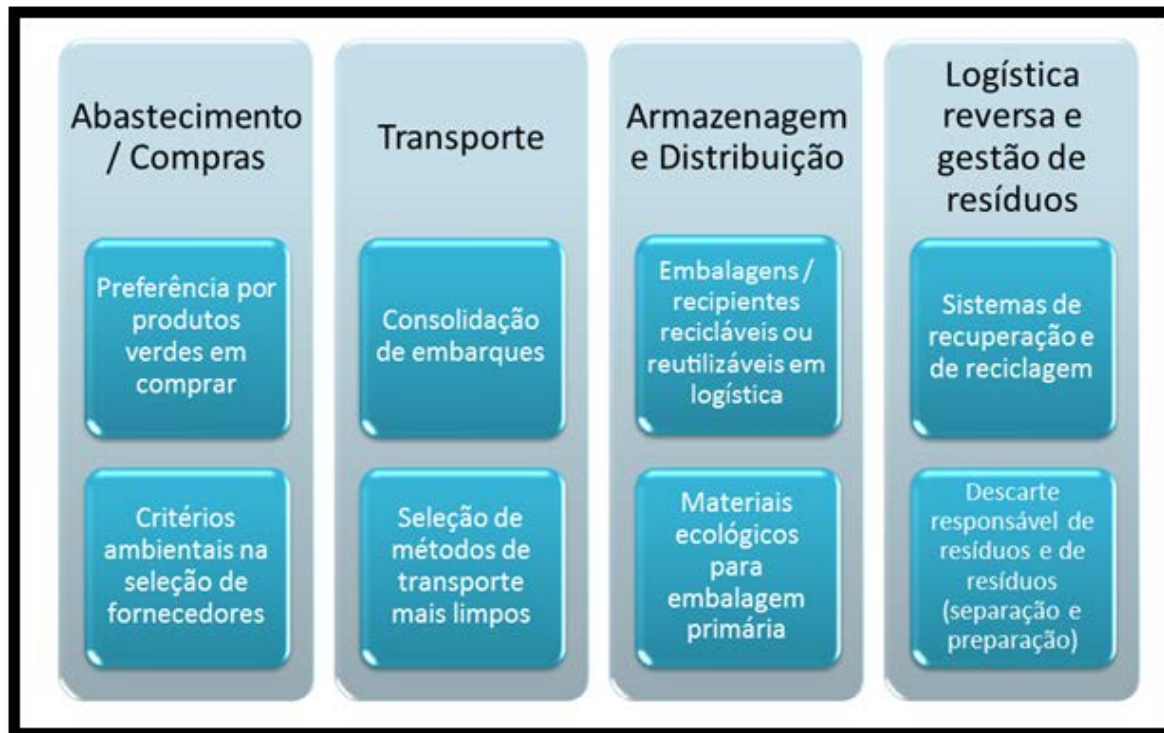 Abastecimento
/ Compras
Preferência por
produtos
verdes em
comprar
Critérios
ambientais na
seleção de
fornecedores
Transporte
Consolidação
de embarques
Seleção de
métodos de
transporte
mais limpos
Armazenagem
e Distribuição
Embalagens /
recipientes
recicláveis ou
reutilizáveis em
logística
Materiais
ecológicos
para
embalagem
primária
Logística
reversa e
gestão de
resíduos
Sistemas de
recuperação e
de reciclagem
Descarte
responsável de
resíduos e de
resíduos
(separação e
preparação)